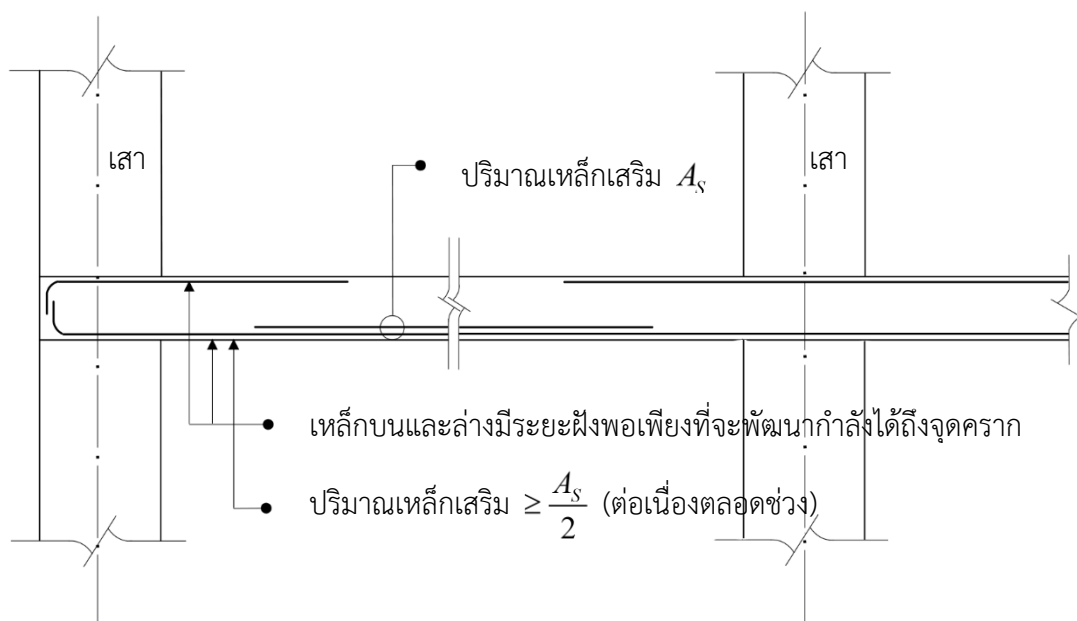 เสา
เสา
ปริมาณเหล็กเสริม A_S
เหล็กบนและล่างมีระยะฝังพอเพียงที่จะพัฒนากำลังได้ถึงจุดคราก
ปริมาณเหล็กเสริม ≥ A_S/2 (ต่อเนื่องตลอดช่วง)